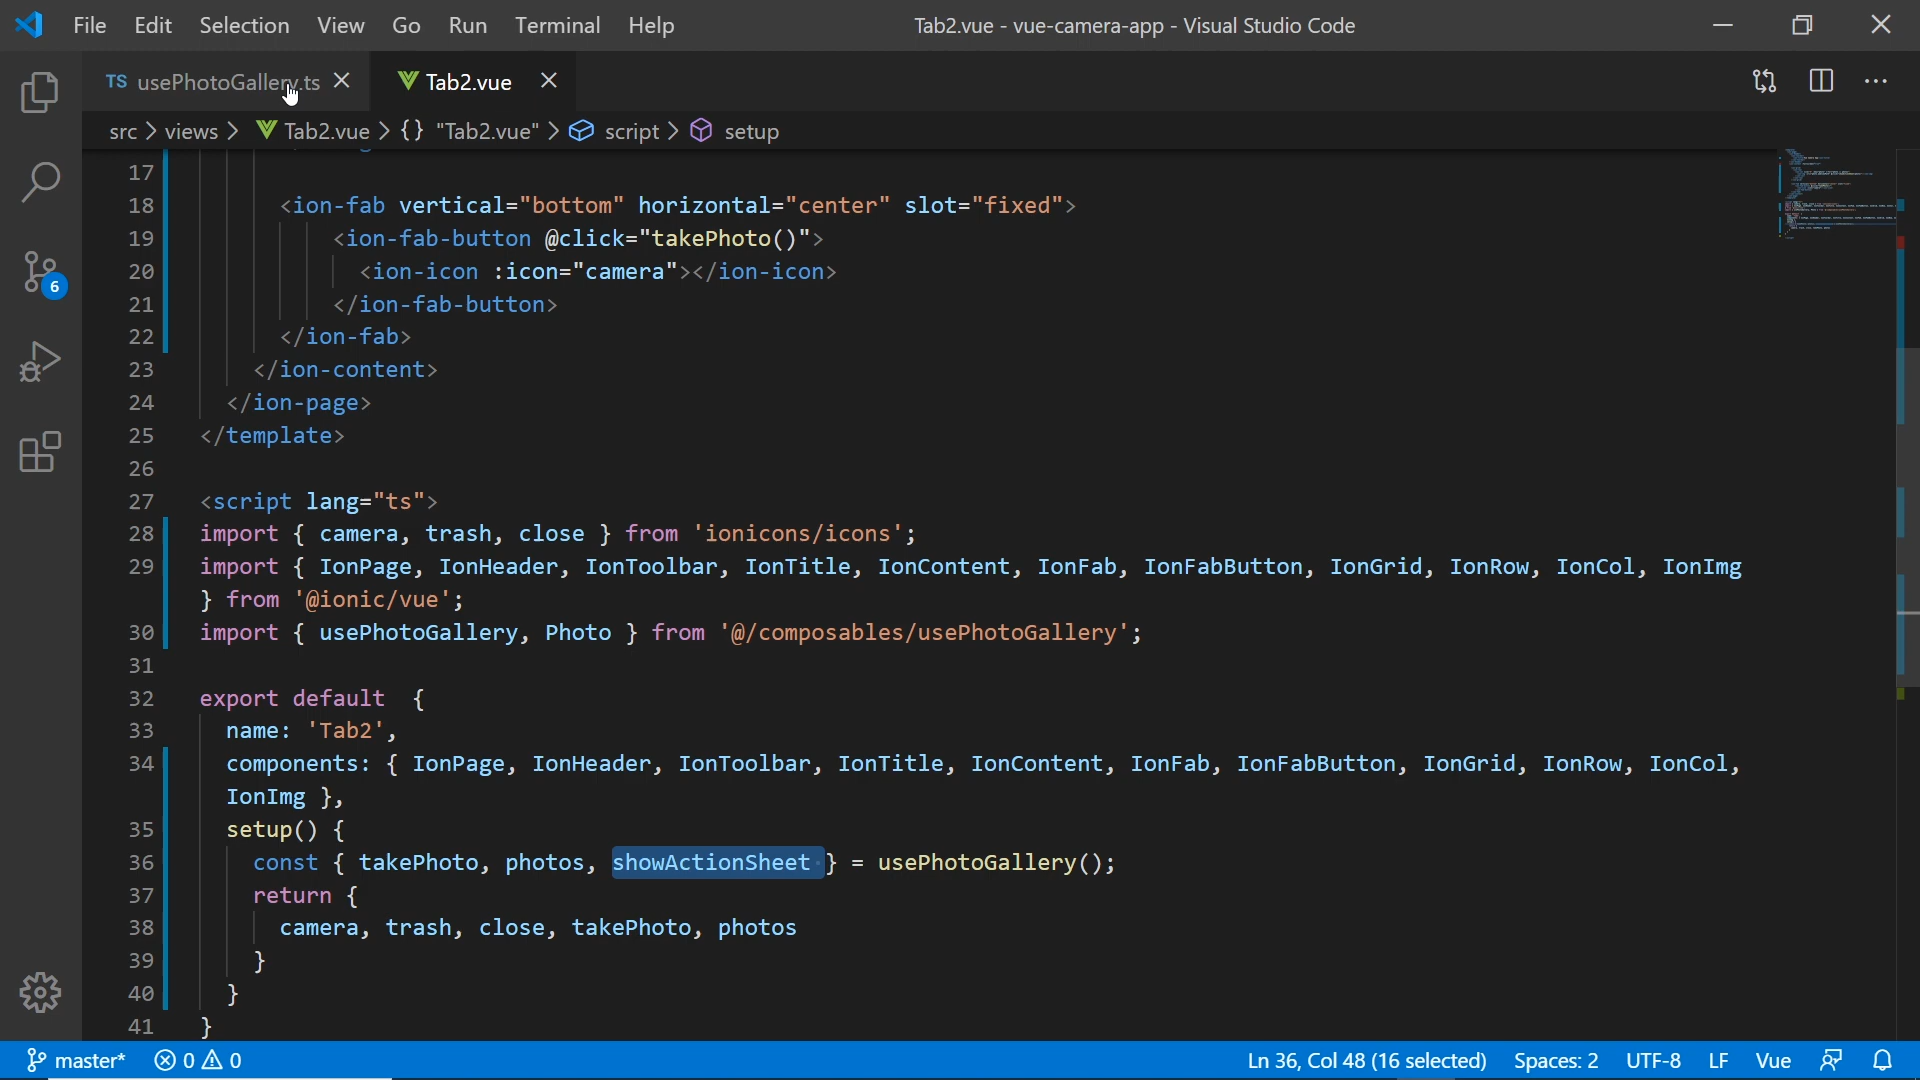 File Edit Selection View Go Run Terminal Help Tab2.vue - vue-camera-app - Visual Studio Code
TS usePhotoGallery.ts Tab2.vue
src > views > Tab2.vue > {} "Tab2.vue" > script > setup
17
18 <ion-fab vertical="bottom" horizontal="center" slot="fixed">
19 <ion-fab-button @click="takePhoto()">
20 <ion-icon :icon="camera"></ion-icon>
21 </ion-fab-button>
22 </ion-fab>
23 </ion-content>
24 </ion-page>
25 </template>
26
27 <script lang="ts">
28 import { camera, trash, close } from 'ionicons/icons';
29 import { IonPage, IonHeader, IonToolbar, IonTitle, IonContent, IonFab, IonFabButton, IonGrid, IonRow, IonCol, IonImg
} from '@ionic/vue';
30 import { usePhotoGallery, Photo } from '@/composables/usePhotoGallery';
31
32 export default  {
33 name: 'Tab2',
34 components: { IonPage, IonHeader, IonToolbar, IonTitle, IonContent, IonFab, IonFabButton, IonGrid, IonRow, IonCol,
IonImg },
35 setup() {
36 const { takePhoto, photos, showActionSheet } = usePhotoGallery();
37 return {
38 camera, trash, close, takePhoto, photos
39 }
40 }
41 }
6
master* 0 0 Ln 36, Col 48 (16 selected) Spaces: 2 UTF-8 LF Vue